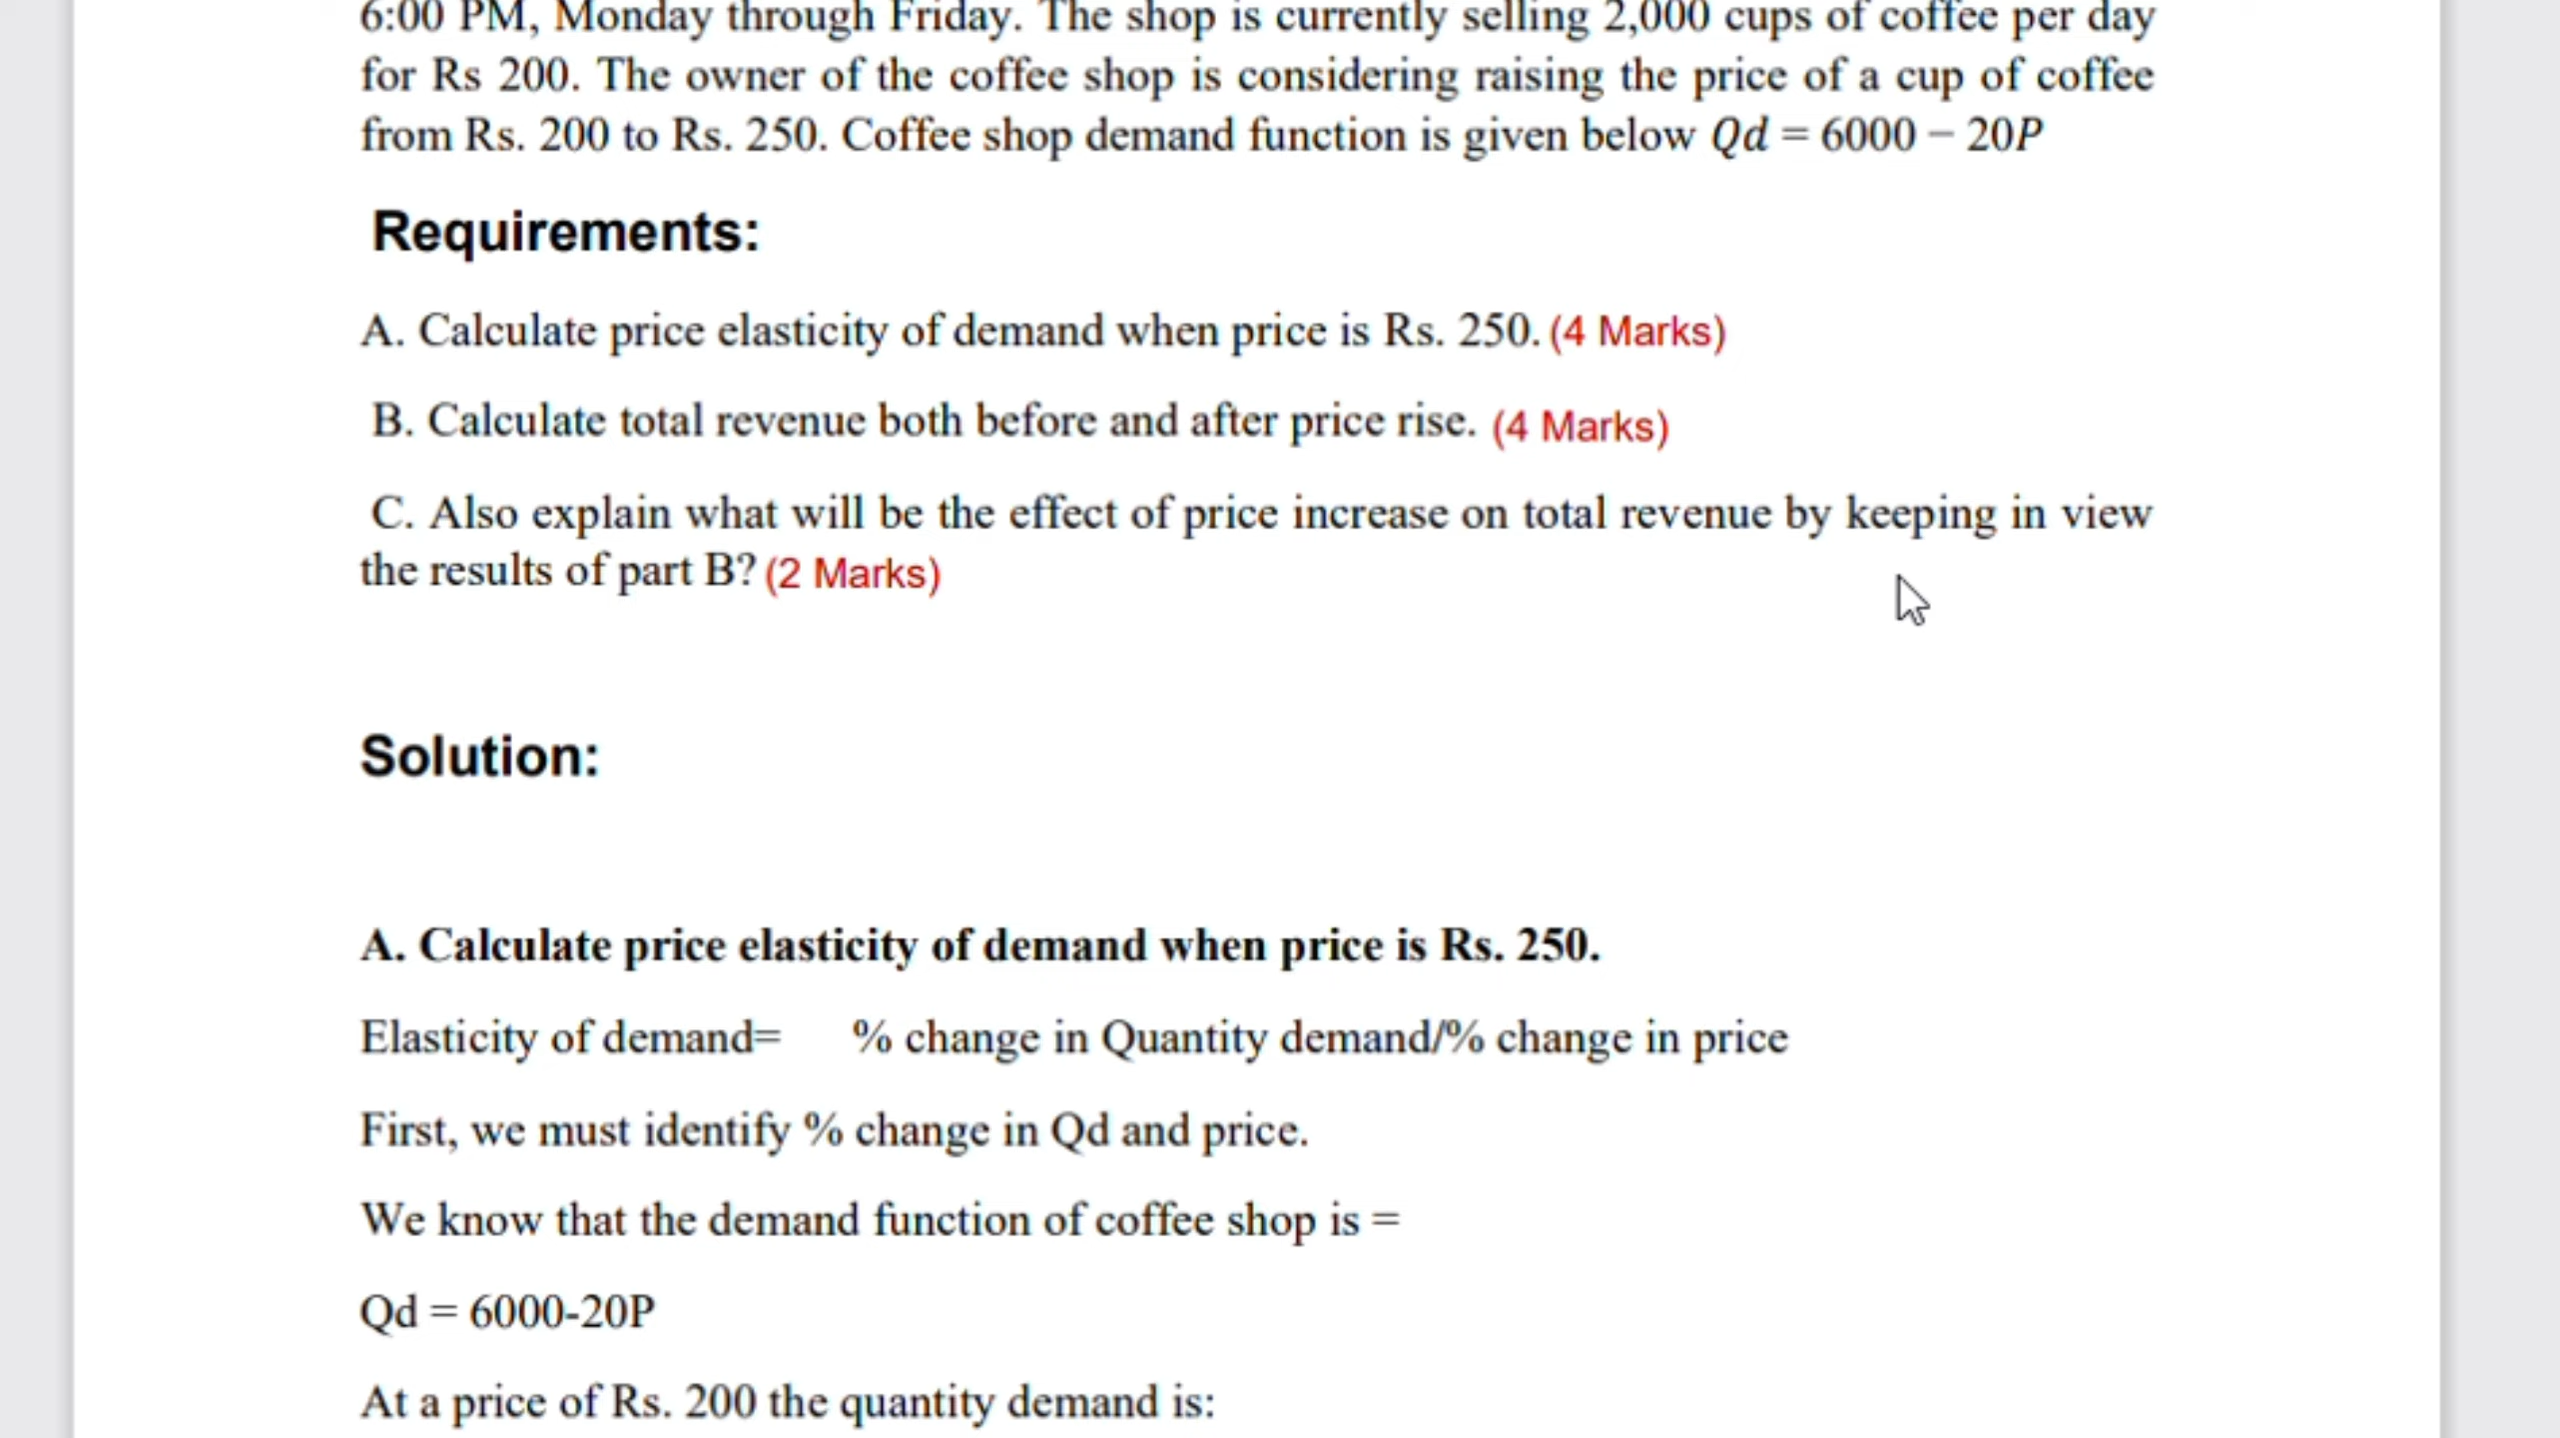 6:00 PM, Monday through Friday. The shop is currently selling 2,000 cups of coffee per day
for Rs 200. The owner of the coffee shop is considering raising the price of a cup of coffee
from Rs. 200 to Rs. 250. Coffee shop demand function is given below Qd = 6000 – 20P
Requirements:
A. Calculate price elasticity of demand when price is Rs. 250. (4 Marks)
B. Calculate total revenue both before and after price rise. (4 Marks)
C. Also explain what will be the effect of price increase on total revenue by keeping in view
the results of part B? (2 Marks)
Solution:
A. Calculate price elasticity of demand when price is Rs. 250.
Elasticity of demand= % change in Quantity demand/% change in price
First, we must identify % change in Qd and price.
We know that the demand function of coffee shop is =
Qd = 6000-20P
At a price of Rs. 200 the quantity demand is: